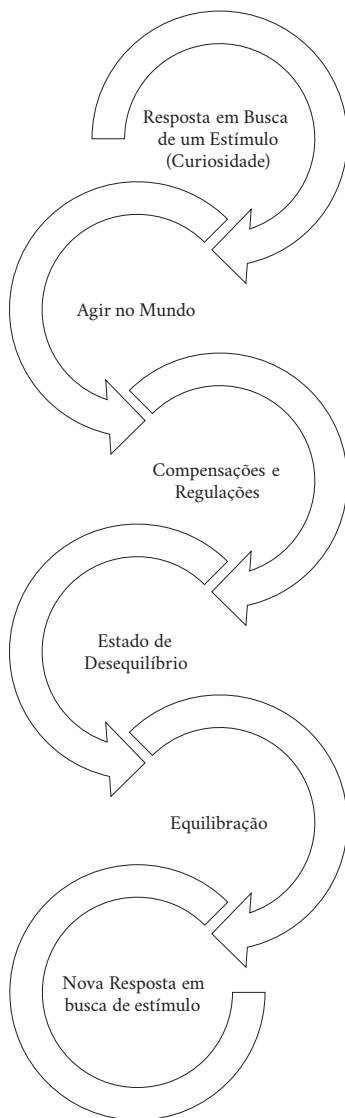 Resposta em Busca
de um Estímulo
(Curiosidade)
Agir no Mundo
Compensações e
Regulações
Estado de
Desequilíbrio
Equilibração
Nova Resposta em
busca de estímulo